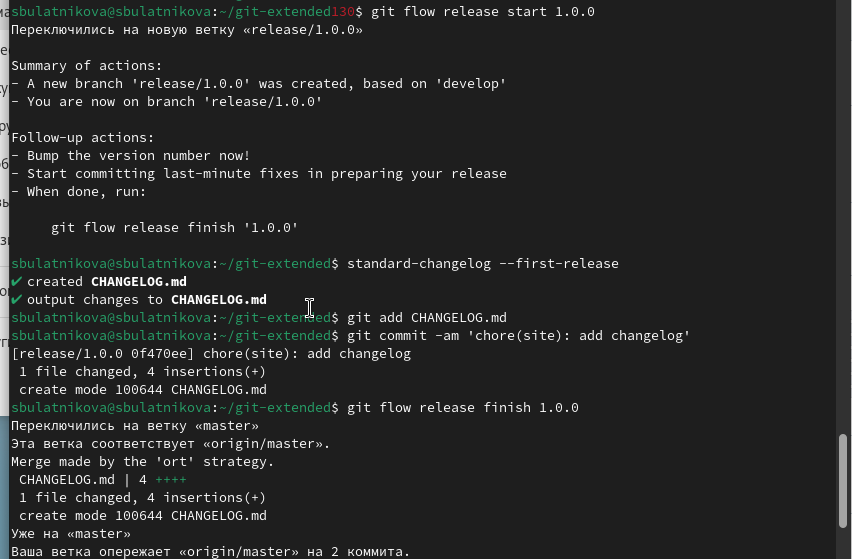 sbulatnikova@sbulatnikova:~/git-extended130$ git flow release start 1.0.0
Переключились на новую ветку «release/1.0.0»
Summary of actions:
- A new branch 'release/1.0.0' was created, based on 'develop'
- You are now on branch 'release/1.0.0'
Follow-up actions:
- Bump the version number now!
- Start committing last-minute fixes in preparing your release
- When done, run:
git flow release finish '1.0.0'
sbulatnikova@sbulatnikova:~/git-extended$ standard-changelog --first-release
✔ created CHANGELOG.md
✔ output changes to CHANGELOG.md
sbulatnikova@sbulatnikova:~/git-extended$ git add CHANGELOG.md
sbulatnikova@sbulatnikova:~/git-extended$ git commit -am 'chore(site): add changelog'
[release/1.0.0 0f470ee] chore(site): add changelog
1 file changed, 4 insertions(+)
create mode 100644 CHANGELOG.md
sbulatnikova@sbulatnikova:~/git-extended$ git flow release finish 1.0.0
Переключились на ветку «master»
Эта ветка соответствует «origin/master».
Merge made by the 'ort' strategy.
CHANGELOG.md | 4 ++++
1 file changed, 4 insertions(+)
create mode 100644 CHANGELOG.md
Уже на «master»
Ваша ветка опережает «origin/master» на 2 коммита.